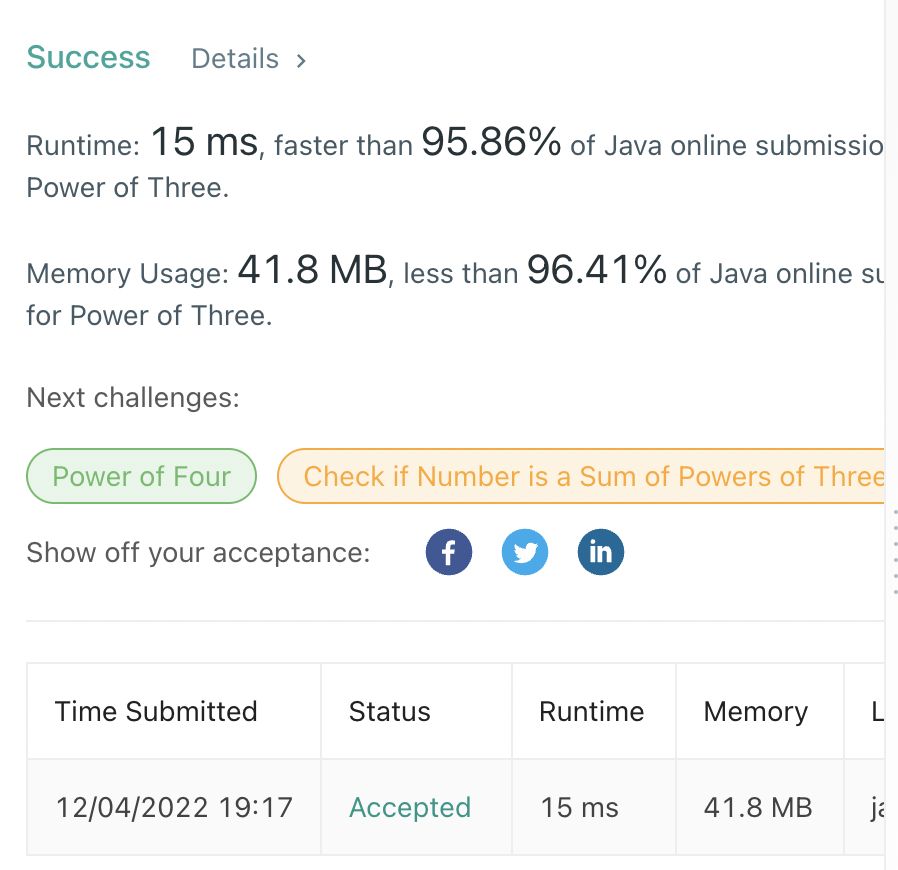 Success Details
Runtime: 15 ms, faster than 95.86% of Java online
Power of Three.
Memory Usage: 41.8 MB, less than 96.41% of Java online
for Power of Three.
Next challenges:
Power of Four Check if Number is a Sum of Powers of Three
Show off your acceptance:
f in
Time Submitted Status Runtime Memory
12/04/2022 19:17 Accepted 15 ms 41.8 MB